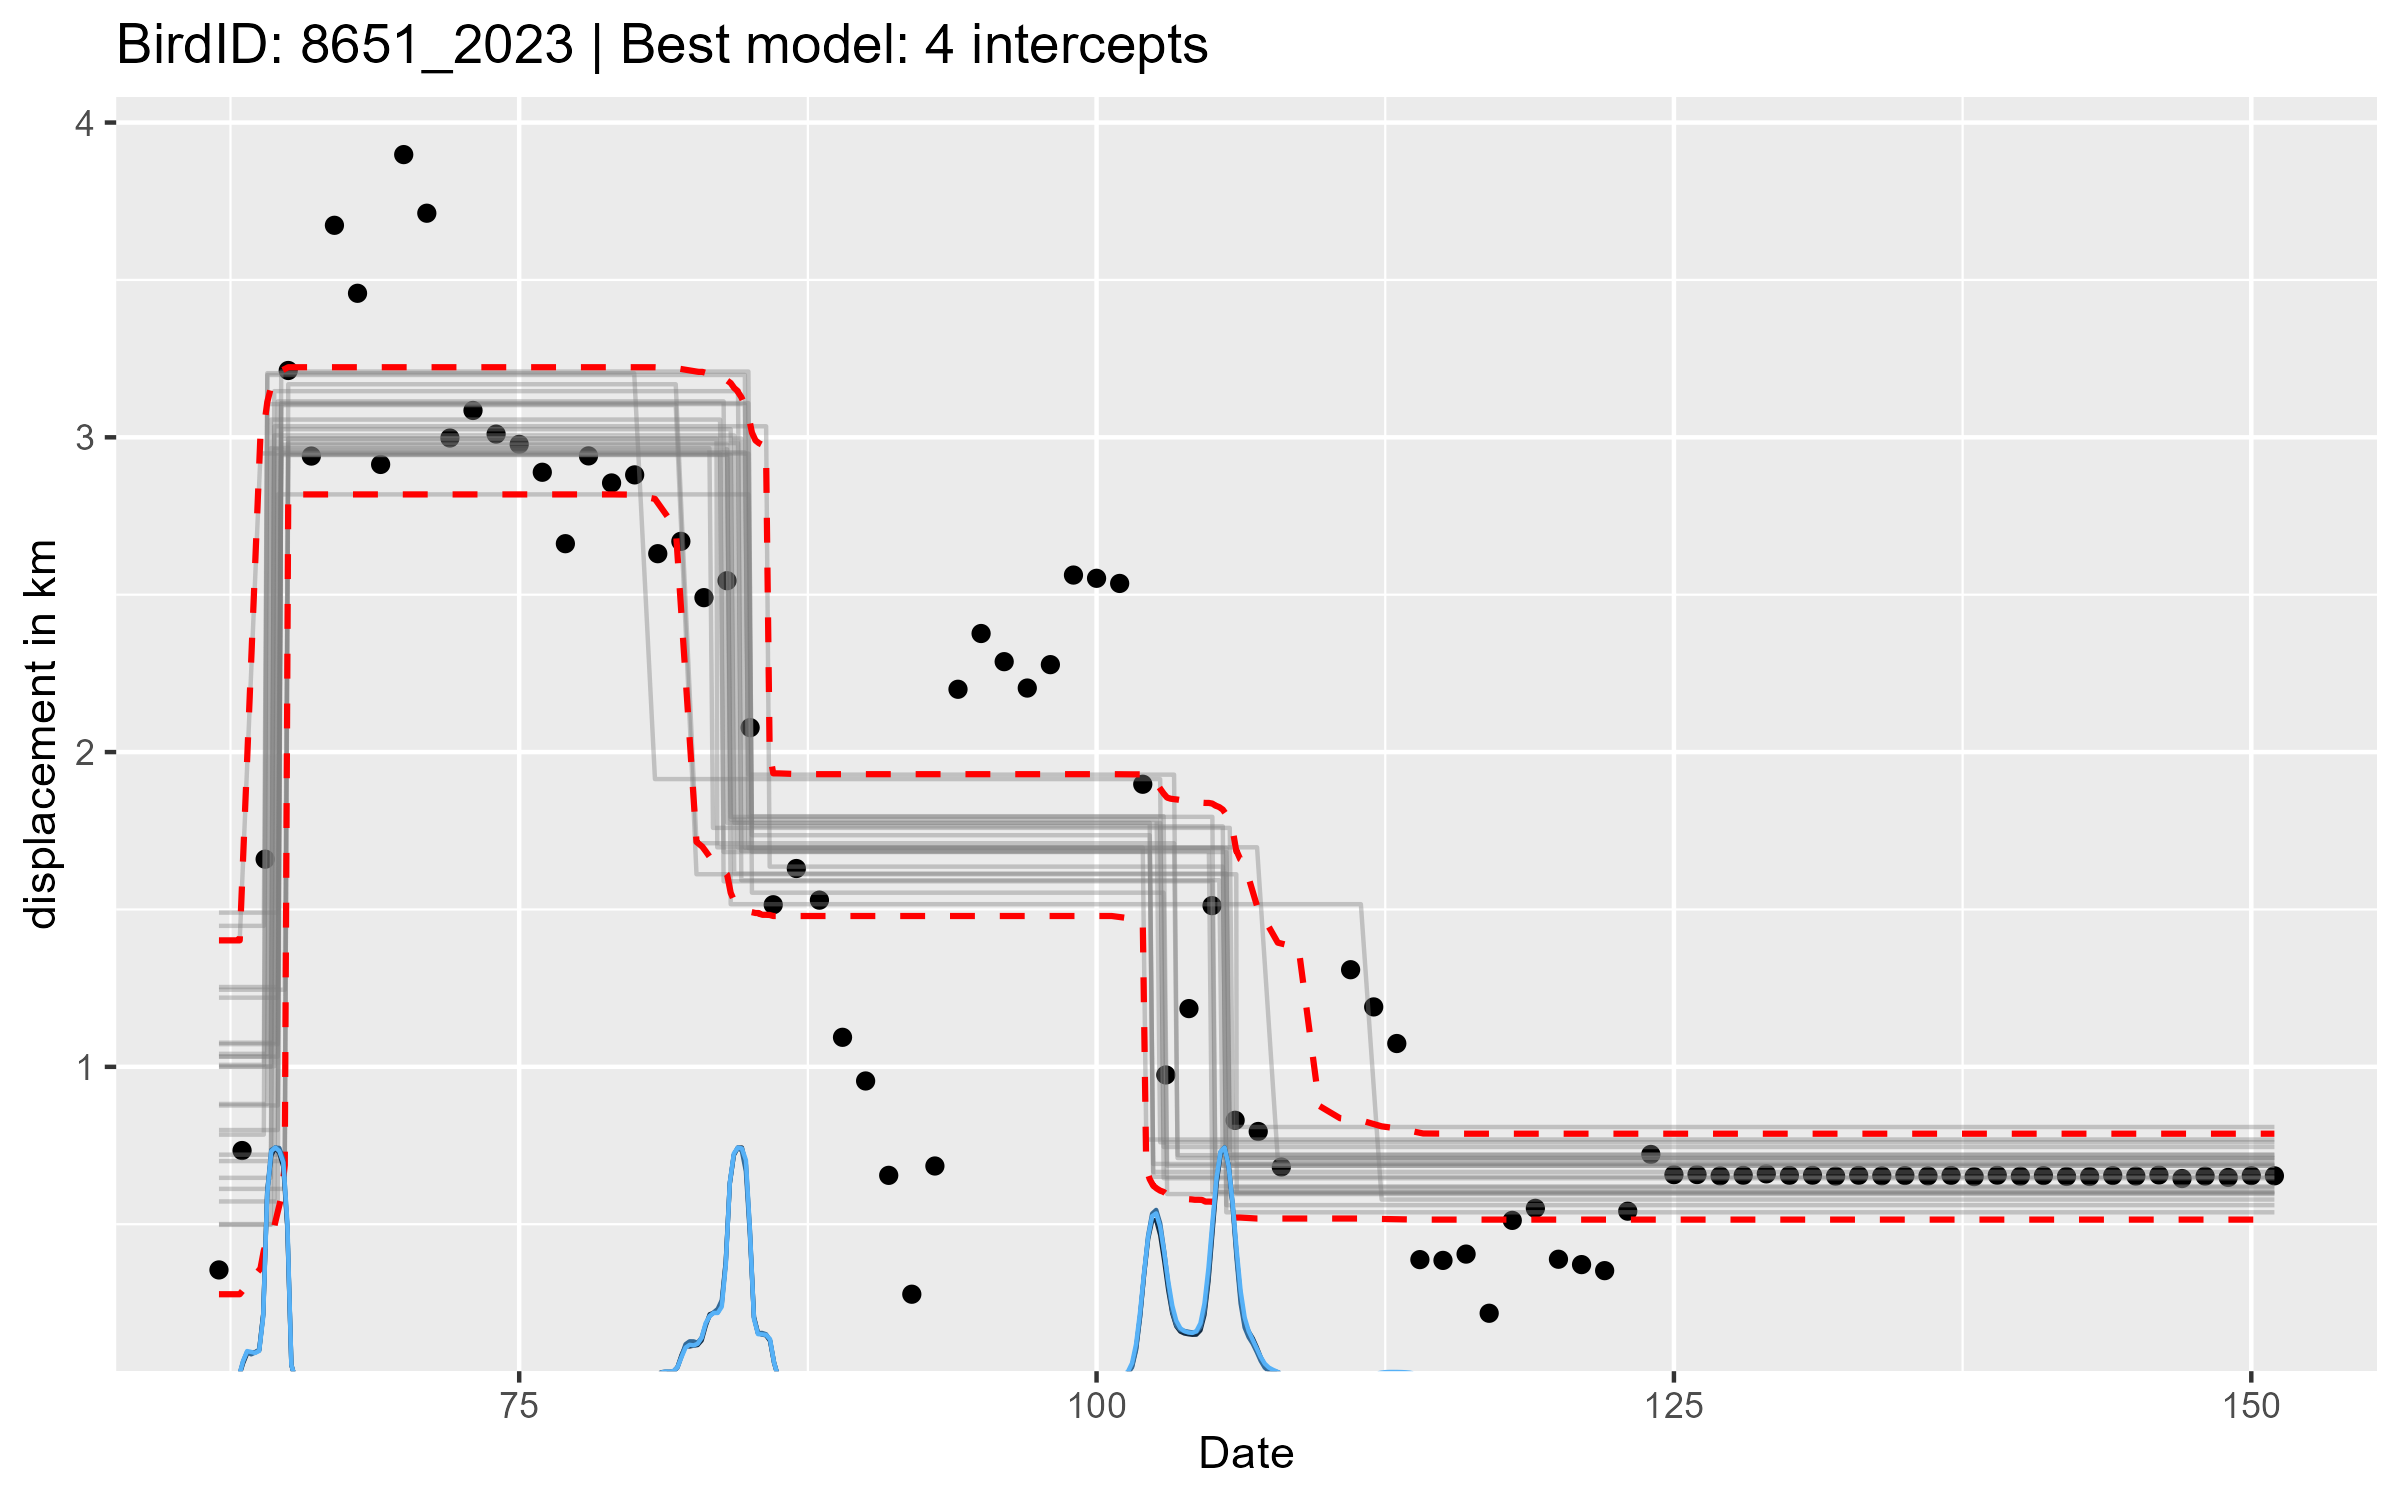 BirdID: 8651_2023 | Best model: 4 intercepts
4
3
2
1
displacement in km
75
100
125
150
Date